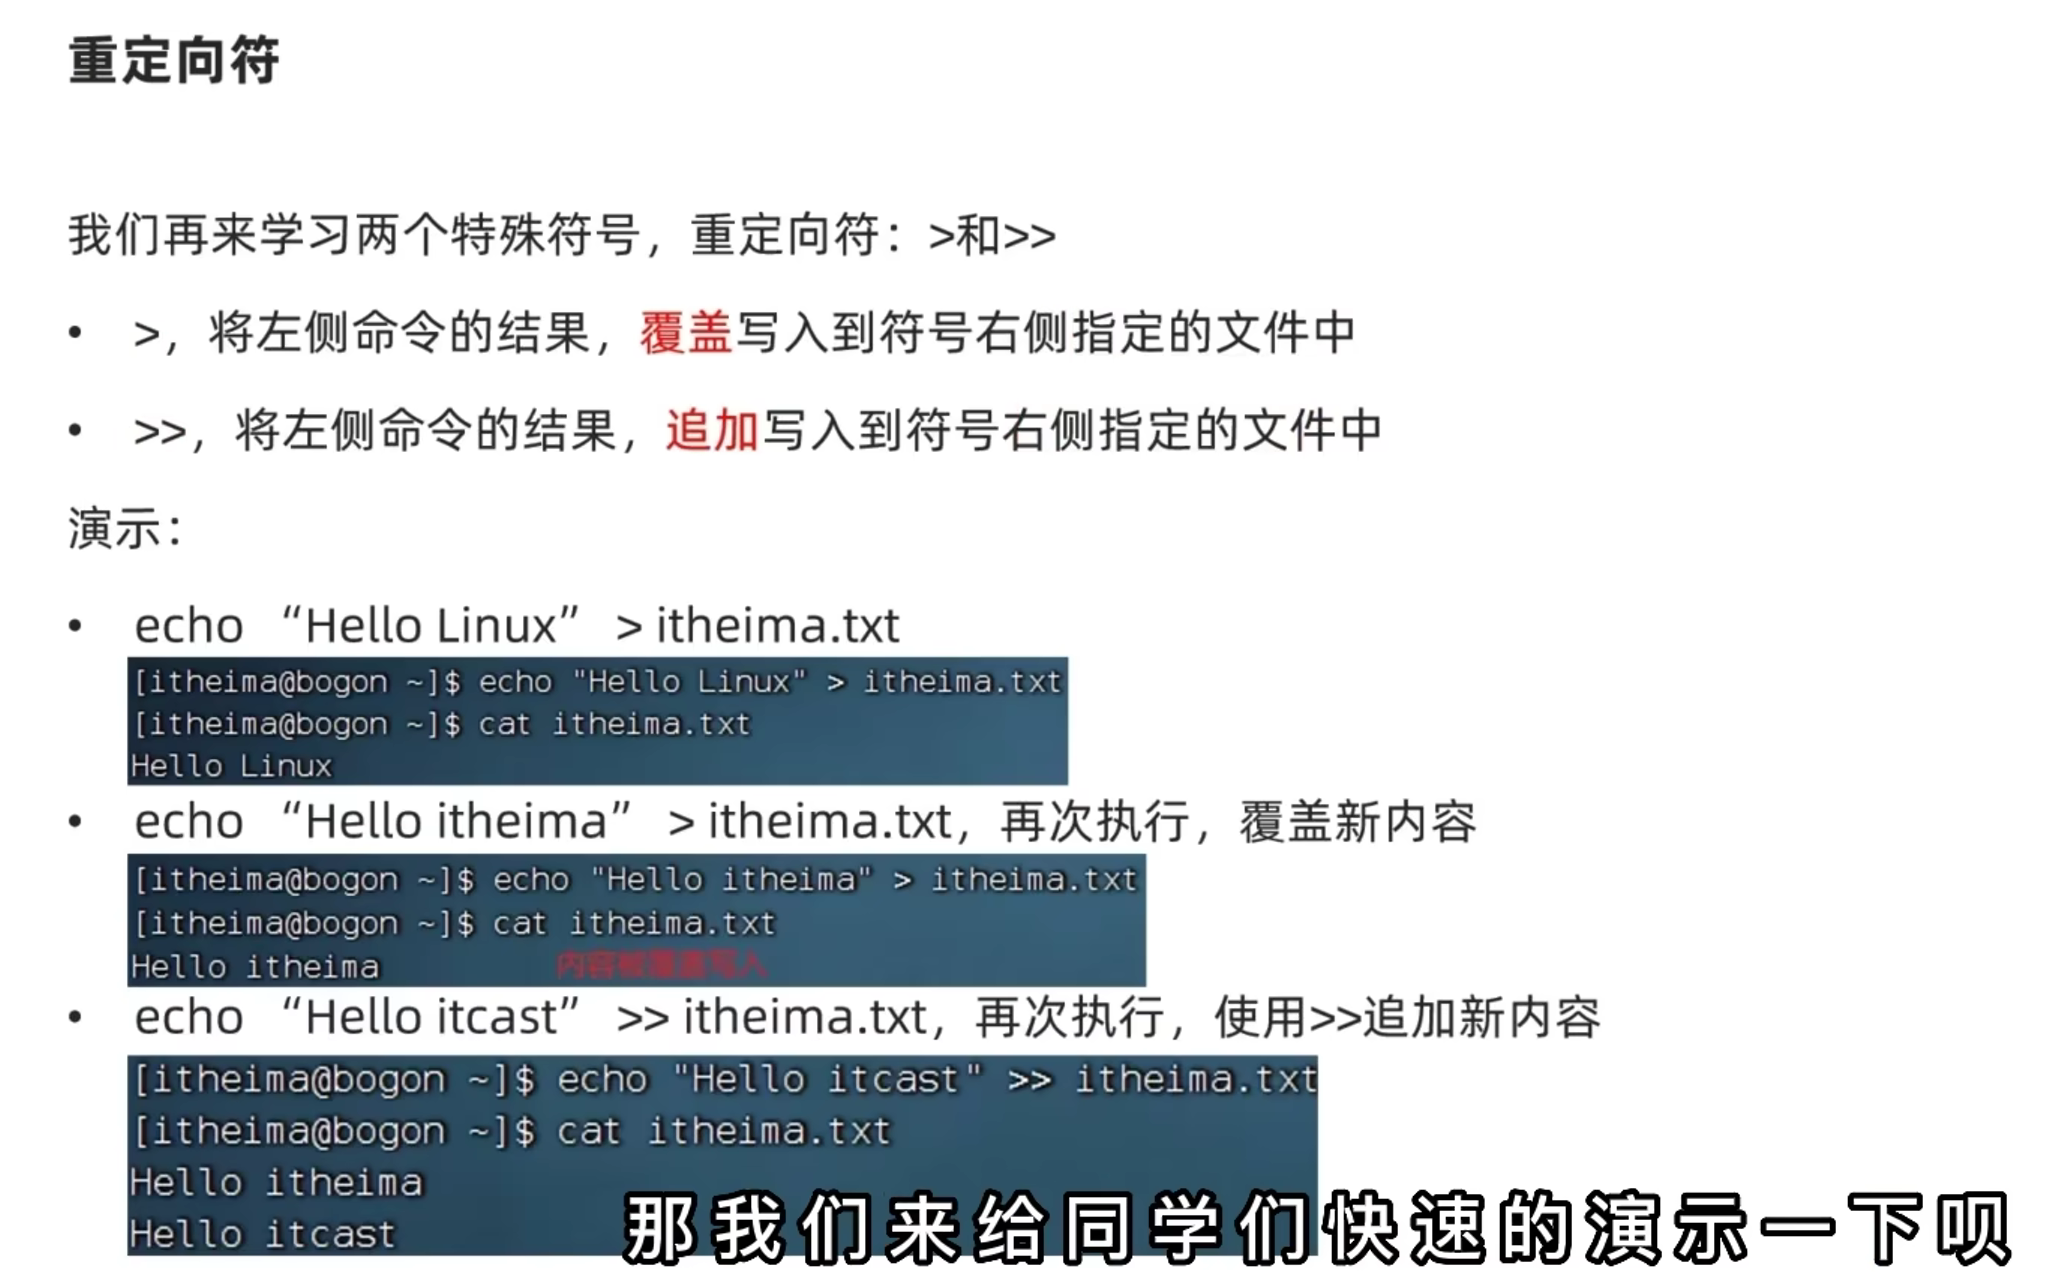 重定向符
我们再来学习两个特殊符号，重定向符：>和>>
• >，将左侧命令的结果，覆盖写入到符号右侧指定的文件中
• >>，将左侧命令的结果，追加写入到符号右侧指定的文件中
演示：
• echo “Hello Linux” > itheima.txt
[itheima@bogon ~]$ echo "Hello Linux" > itheima.txt
[itheima@bogon ~]$ cat itheima.txt
Hello Linux
• echo “Hello itheima” > itheima.txt，再次执行，覆盖新内容
[itheima@bogon ~]$ echo "Hello itheima" > itheima.txt
[itheima@bogon ~]$ cat itheima.txt
Hello itheima 内容被覆盖写入
• echo “Hello itcast” >> itheima.txt，再次执行，使用>>追加新内容
[itheima@bogon ~]$ echo "Hello itcast" >> itheima.txt
[itheima@bogon ~]$ cat itheima.txt
Hello itheima
Hello itcast
那我们来给同学们快速的演示一下呗